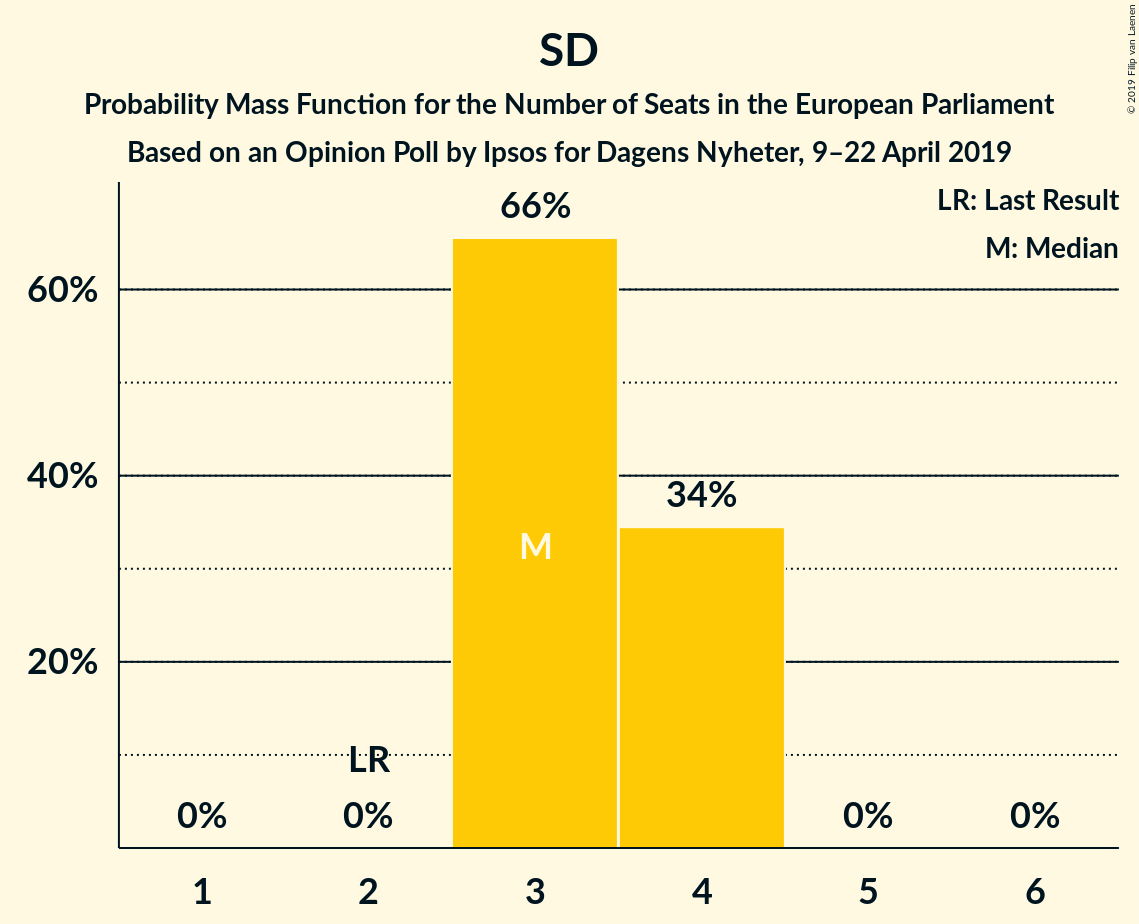 SD
Probability Mass Function for the Number of Seats in the European Parliament
Based on an Opinion Poll by Ipsos for Dagens Nyheter, 9–22 April 2019
© 2019 Filip van Laenen
LR: Last Result
M: Median
66%
60%
40%
34%
M
20%
LR
0%
0%
0%
0%
1
2
3
4
5
6